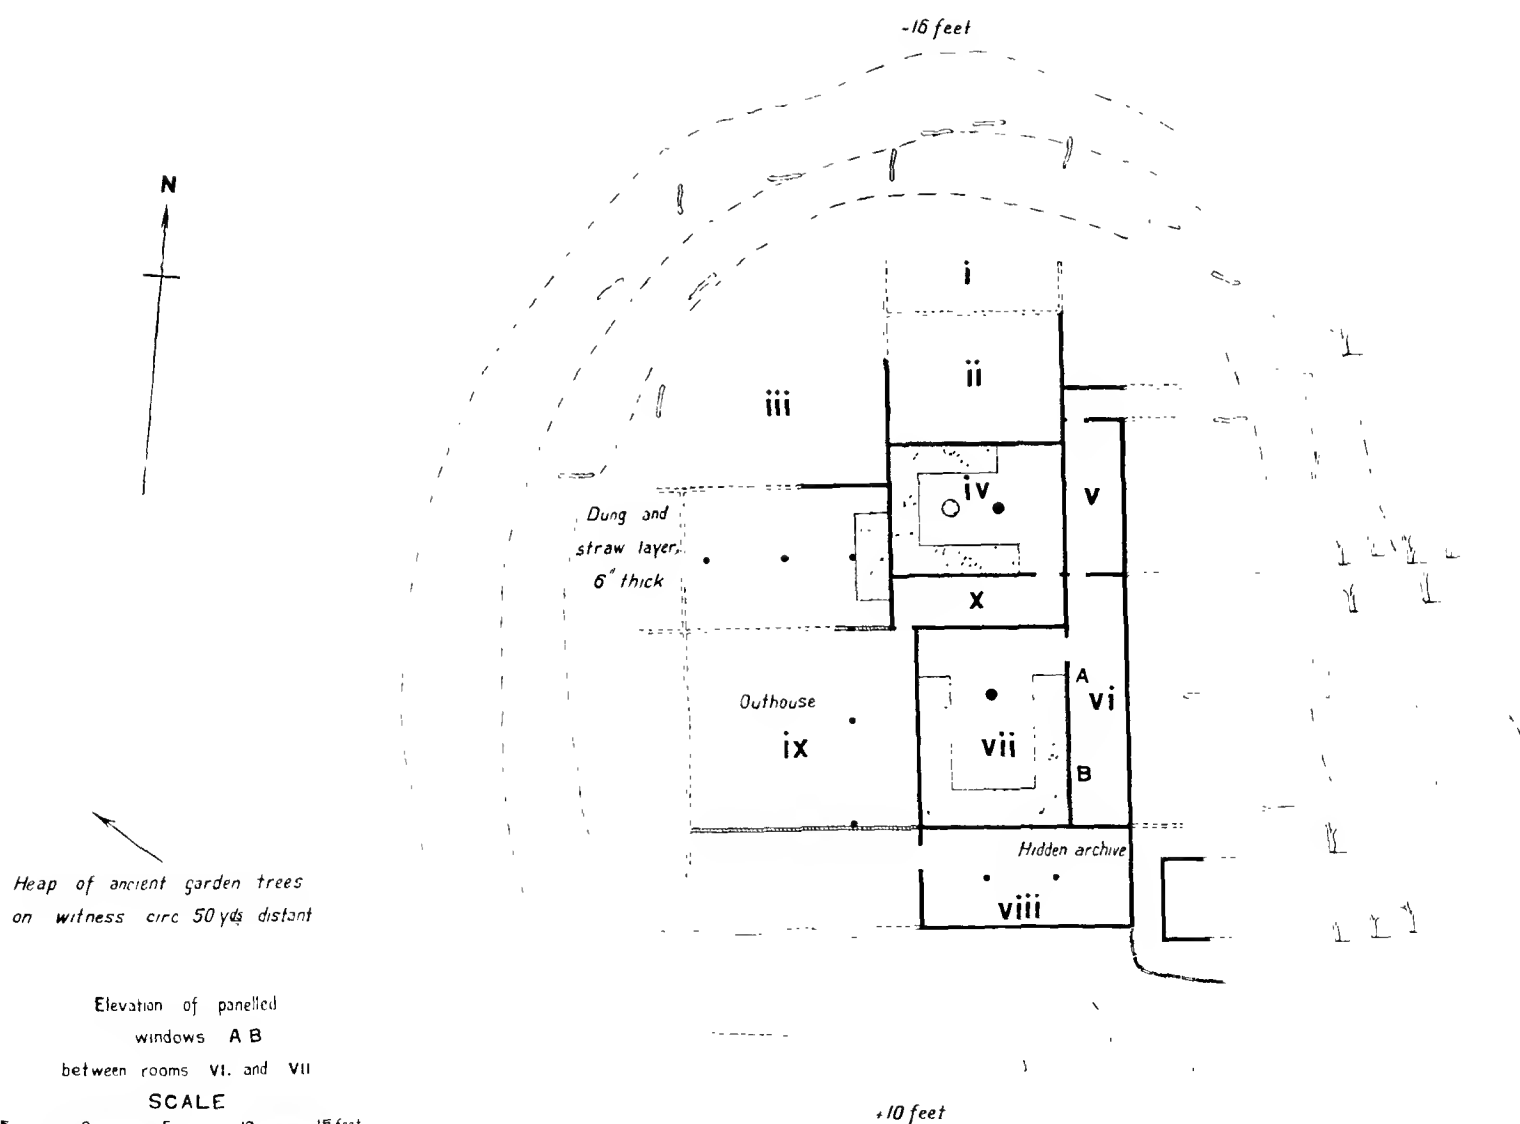 -16 feet
N
i
ii
iii
iv
v
Dung and
straw layer,
6" thick
x
A
vi
Outhouse
ix
vii
B
Hidden archive
viii
Heap of ancient garden trees
on witness circ 50 yds distant
Elevation of panelled
windows A B
between rooms VI. and VII
SCALE
15 feet
+10 feet